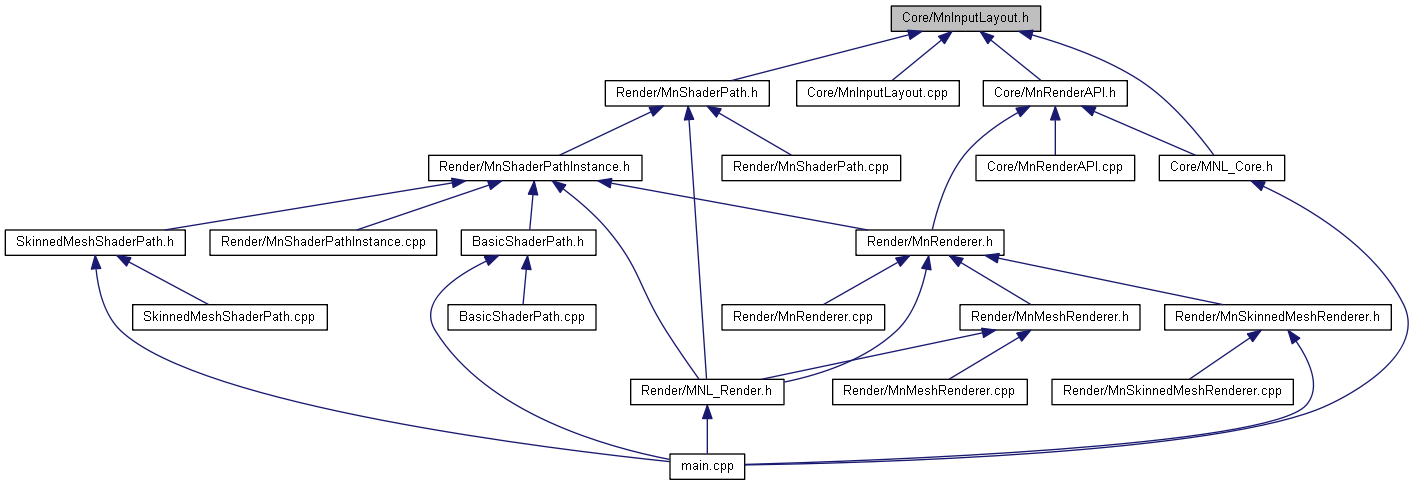 Core/MnInputLayout.h
Render/MnShaderPath.h
Core/MnInputLayout.cpp
Core/MnRenderAPI.h
Render/MnShaderPathInstance.h
Render/MnShaderPath.cpp
Core/MnRenderAPI.cpp
Core/MNL_Core.h
SkinnedMeshShaderPath.h
Render/MnShaderPathInstance.cpp
BasicShaderPath.h
Render/MnRenderer.h
SkinnedMeshShaderPath.cpp
BasicShaderPath.cpp
Render/MnRenderer.cpp
Render/MnMeshRenderer.h
Render/MnSkinnedMeshRenderer.h
Render/MNL_Render.h
Render/MnMeshRenderer.cpp
Render/MnSkinnedMeshRenderer.cpp
main.cpp